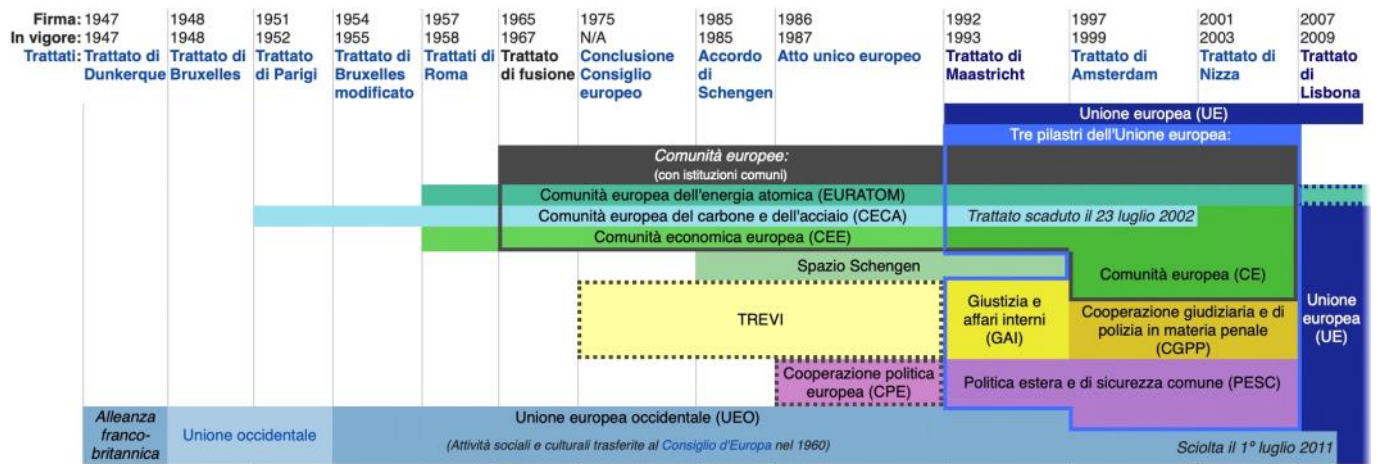 Firma: 1947 1948 1951 1954 1957 1965 1975 1985 1986 1992 1997 2001 2007
In vigore: 1947 1948 1952 1955 1958 1967 N/A 1985 1987 1993 1999 2003 2009
Trattati: Trattato di Dunkerque
Trattato di Bruxelles
Trattato di Parigi
Trattato di Bruxelles modificato
Trattati di Roma
Trattato di fusione
Conclusione Consiglio europeo
Accordo di Schengen
Atto unico europeo
Trattato di Maastricht
Trattato di Amsterdam
Trattato di Nizza
Trattato di Lisbona
Unione europea (UE)
Tre pilastri dell'Unione europea:
Comunità europee:
(con istituzioni comuni)
Comunità europea dell'energia atomica (EURATOM)
Comunità europea del carbone e dell'acciaio (CECA)
Trattato scaduto il 23 luglio 2002
Comunità economica europea (CEE)
Spazio Schengen
Comunità europea (CE)
TREVI
Giustizia e
affari interni
(GAI)
Cooperazione giudiziaria e di
polizia in materia penale
(CGPP)
Unione
europea
(UE)
Cooperazione politica
europea (CPE)
Politica estera e di sicurezza comune (PESC)
Alleanza
franco-
britannica
Unione occidentale
Unione europea occidentale (UEO)
(Attività sociali e culturali trasferite al Consiglio d'Europa nel 1960)
Sciolta il 1º luglio 2011